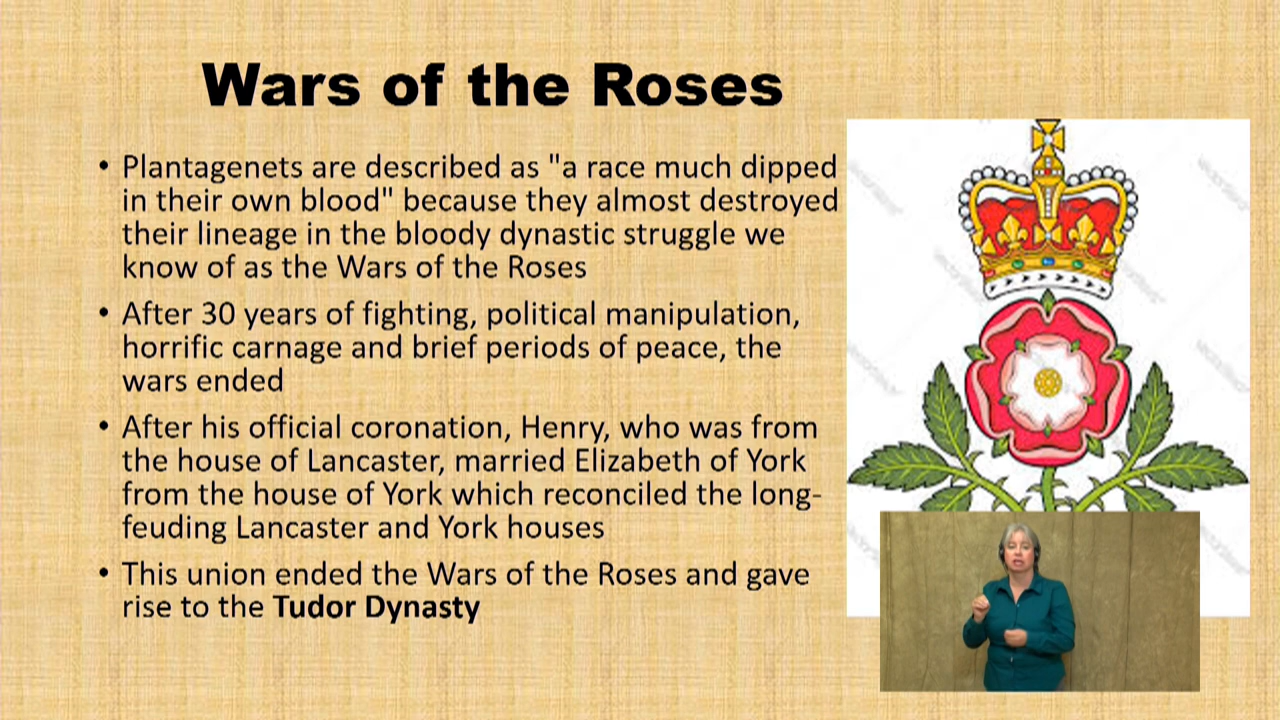 Wars of the Roses
• Plantagenets are described as "a race much dipped
in their own blood" because they almost destroyed
their lineage in the bloody dynastic struggle we
know of as the Wars of the Roses
• After 30 years of fighting, political manipulation,
horrific carnage and brief periods of peace, the
wars ended
• After his official coronation, Henry, who was from
the house of Lancaster, married Elizabeth of York
from the house of York which reconciled the long-
feuding Lancaster and York houses
• This union ended the Wars of the Roses and gave
rise to the Tudor Dynasty